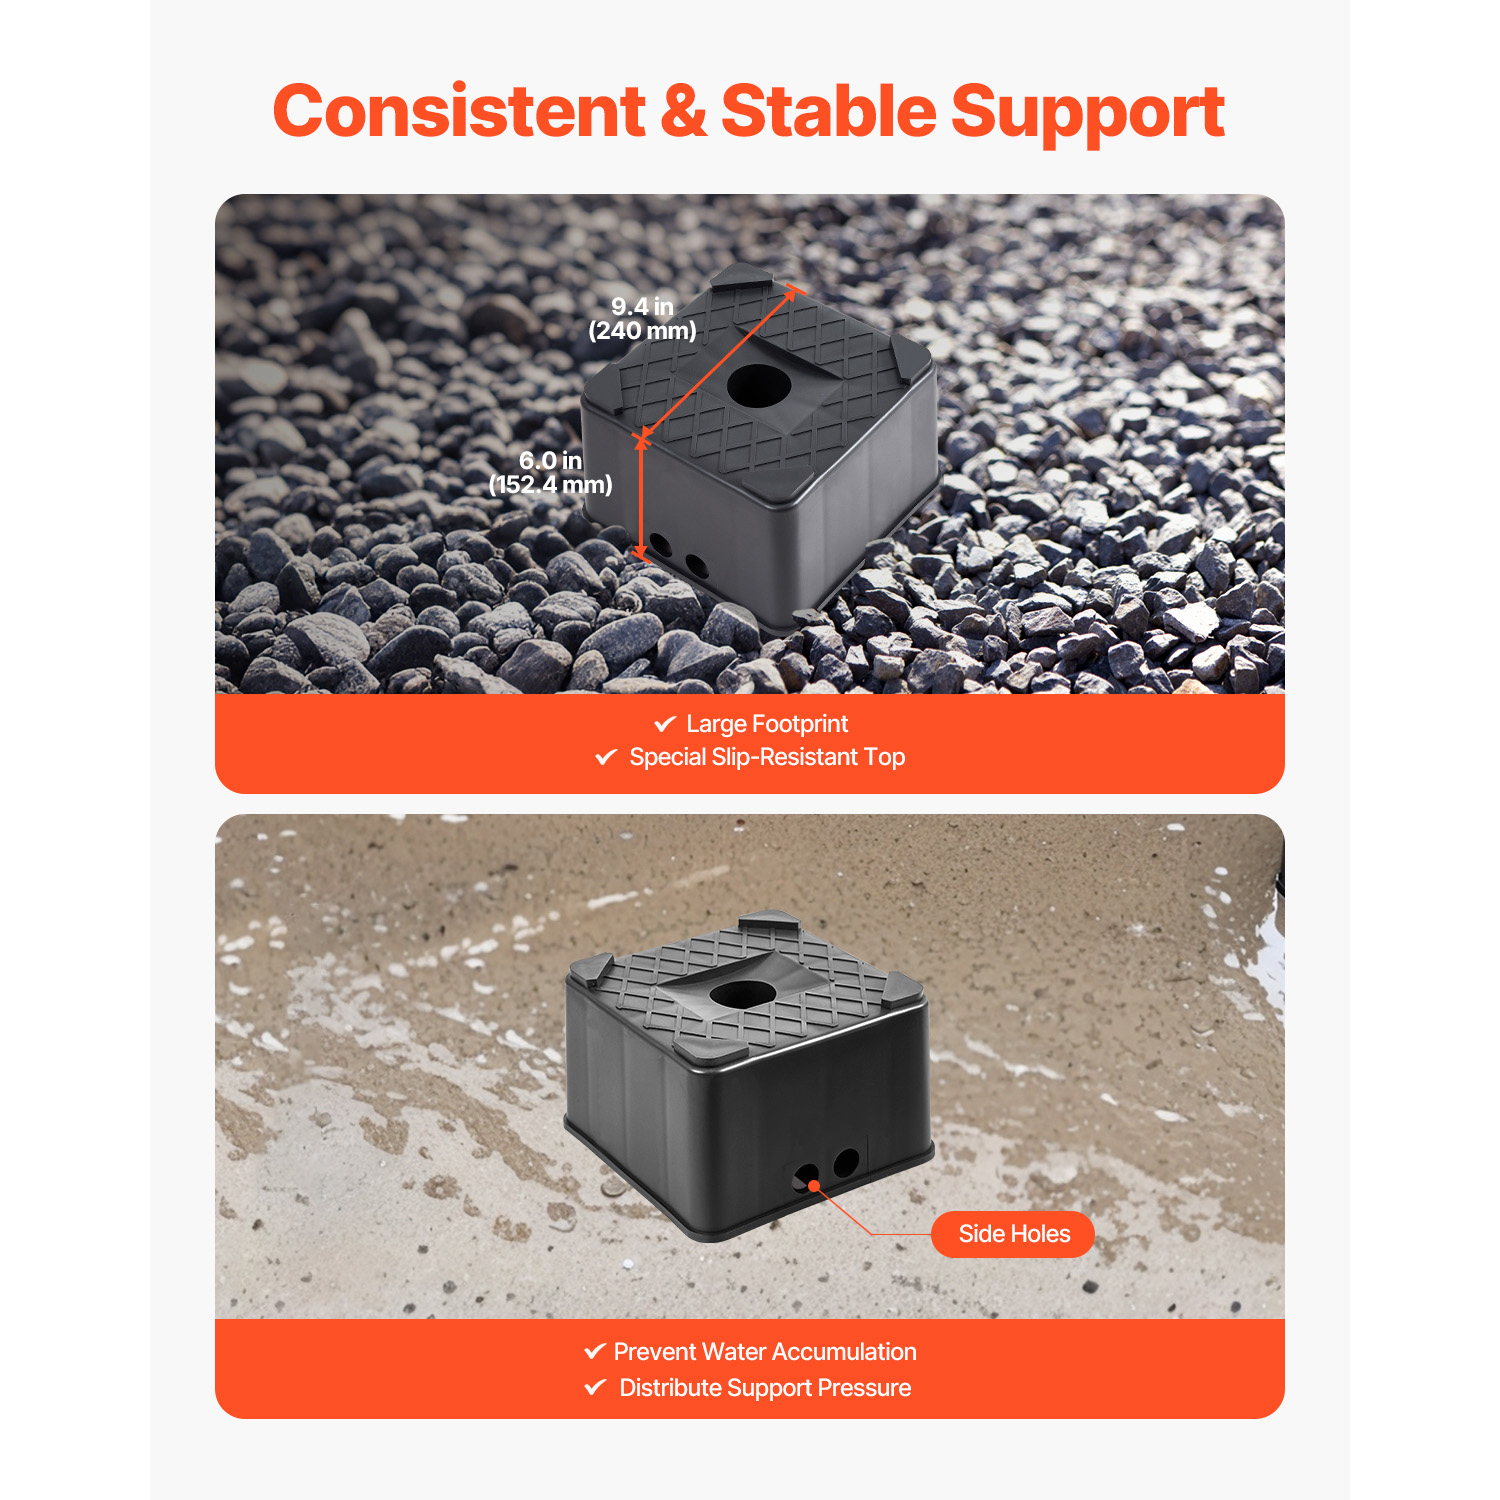 Consistent & Stable Support
9.4 in
(240 mm)
6.0 in
(152.4 mm)
Large Footprint
Special Slip-Resistant Top
Side Holes
Prevent Water Accumulation
Distribute Support Pressure